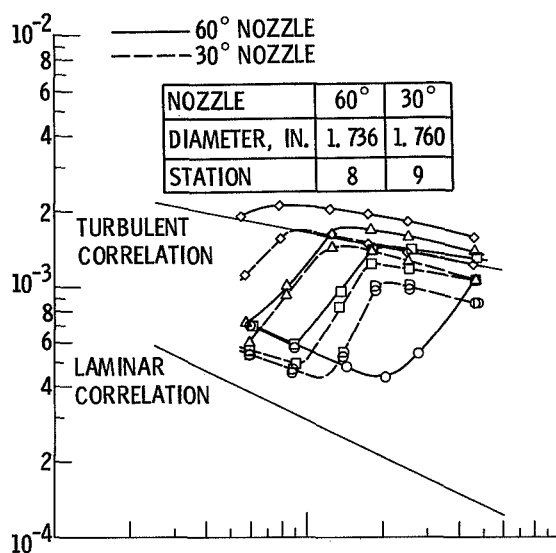 10⁻²
8
6
4
2
10⁻³
8
6
4
2
10⁻⁴
60° NOZZLE
30° NOZZLE
NOZZLE 60° 30°
DIAMETER, IN. 1.736 1.760
STATION 8 9
TURBULENT
CORRELATION
LAMINAR
CORRELATION